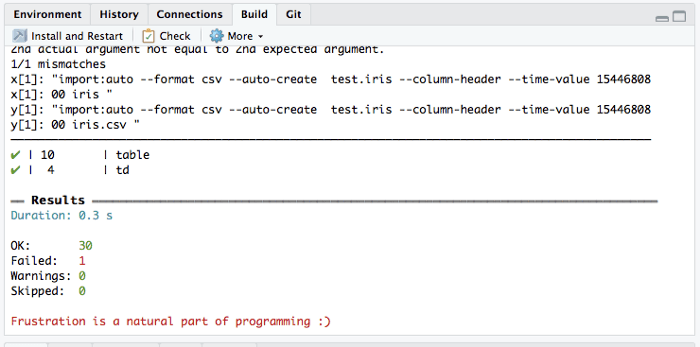 Environment History Connections Build Git
Install and Restart Check More
2nd actual argument not equal to 2nd expected argument.
1/1 mismatches
x[1]: "import:auto --format csv --auto-create  test.iris --column-header --time-value 15446808
x[1]: 00 iris "
y[1]: "import:auto --format csv --auto-create  test.iris --column-header --time-value 15446808
y[1]: 00 iris.csv "
✔ | 10       | table
✔ |  4       | td
══ Results ══
Duration: 0.3 s
OK:       30
Failed:   1
Warnings: 0
Skipped:  0
Frustration is a natural part of programming :)